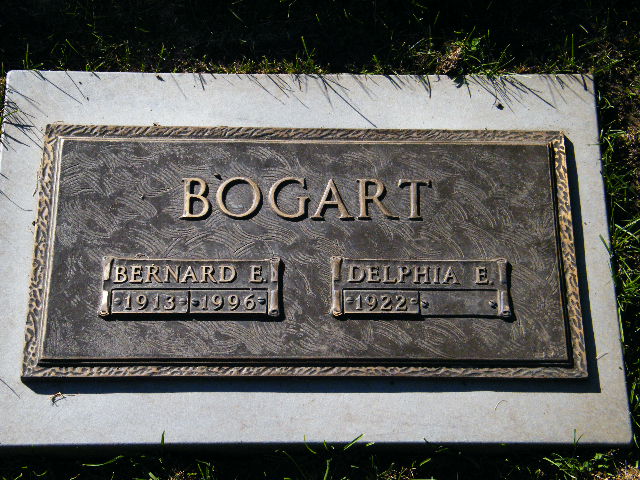 BOGART
BERNARD E.
1913 - 1996
DELPHIA E.
1922 -